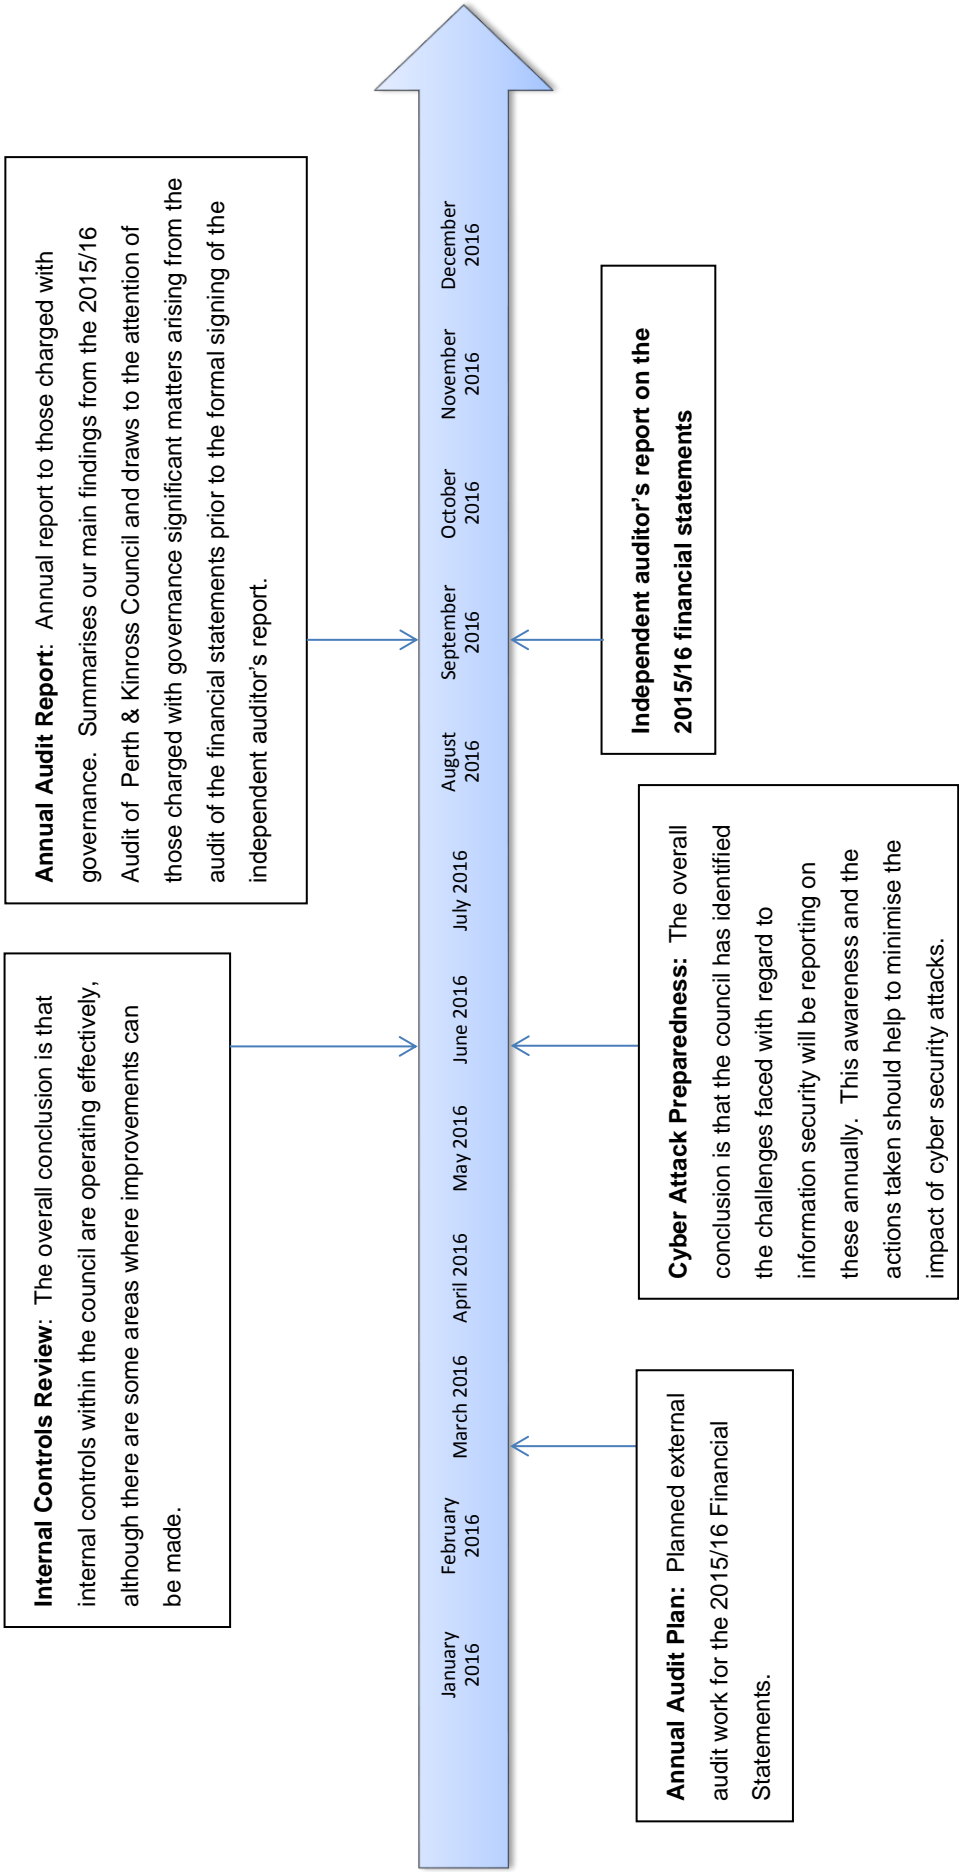 Internal Controls Review:  The overall conclusion is that
internal controls within the council are operating effectively,
although there are some areas where improvements can
be made.
Annual Audit Report:  Annual report to those charged with
governance.  Summarises our main findings from the 2015/16
Audit of  Perth & Kinross Council and draws to the attention of
those charged with governance significant matters arising from the
audit of the financial statements prior to the formal signing of the
independent auditor’s report.
January
2016
February
2016
March 2016
April 2016
May 2016
June 2016
July 2016
August
2016
September
2016
October
2016
November
2016
December
2016
Annual Audit Plan:  Planned external
audit work for the 2015/16 Financial
Statements.
Cyber Attack Preparedness:  The overall
conclusion is that the council has identified
the challenges faced with regard to
information security will be reporting on
these annually.  This awareness and the
actions taken should help to minimise the
impact of cyber security attacks.
Independent auditor’s report on the
2015/16 financial statements